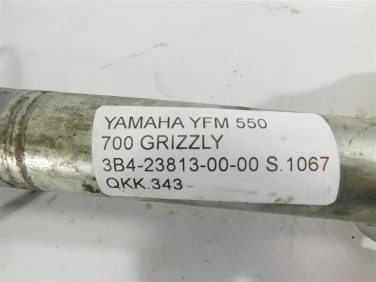 YAMAHA YFM 550
700 GRIZZLY
3B4-23813-00-00 S.1067
QKK.343